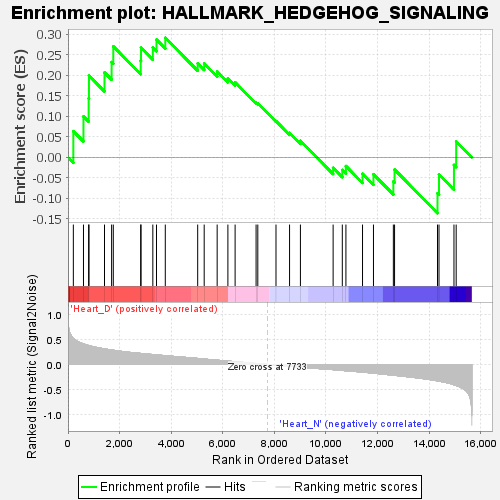 Enrichment plot: HALLMARK_HEDGEHOG_SIGNALING
Enrichment score (ES)
0.30
0.25
0.20
0.15
0.10
0.05
0.00
-0.05
-0.10
-0.15
'Heart_D' (positively correlated)
Ranked list metric (Signal2Noise)
1.0
0.5
0.0
-0.5
-1.0
Zero cross at 7733
'Heart_N' (negatively correlated)
0 2,000 4,000 6,000 8,000 10,000 12,000 14,000 16,000
Rank in Ordered Dataset
Enrichment profile Hits Ranking metric scores